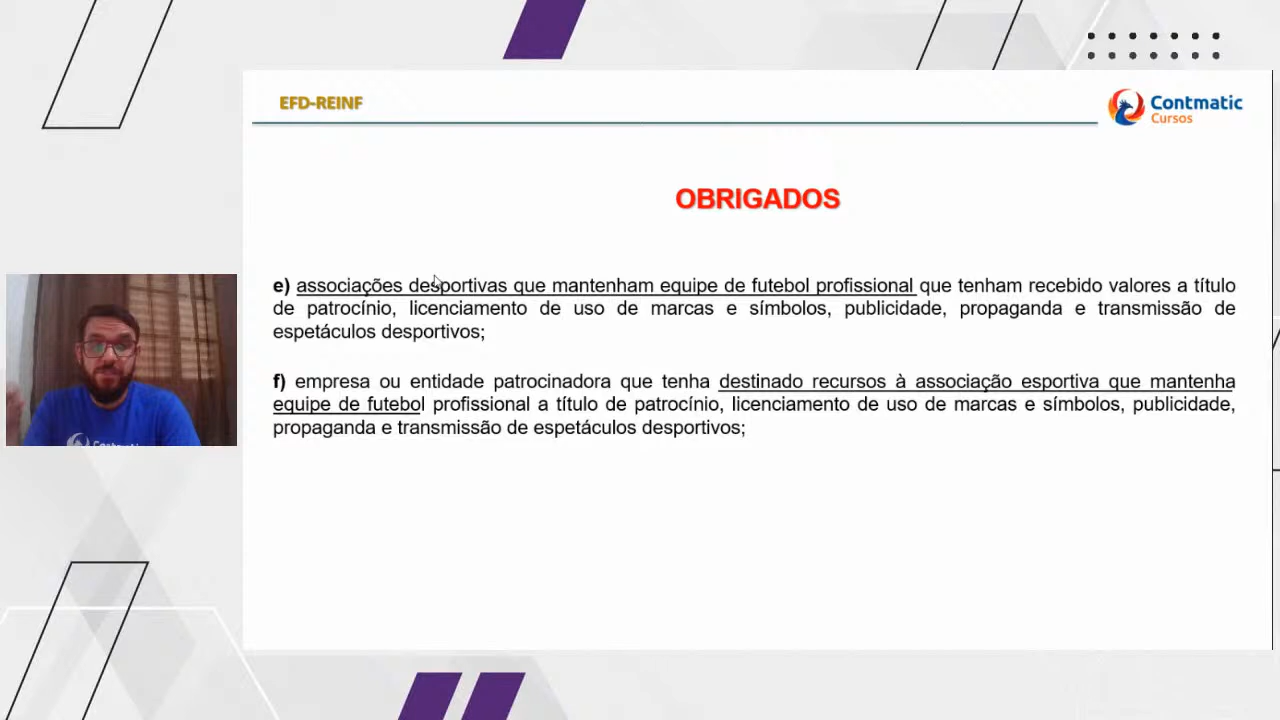 EFD-REINF
Contmatic
Cursos
OBRIGADOS
e) associações desportivas que mantenham equipe de futebol profissional que tenham recebido valores a título
de patrocínio, licenciamento de uso de marcas e símbolos, publicidade, propaganda e transmissão de
espetáculos desportivos;
f) empresa ou entidade patrocinadora que tenha destinado recursos à associação esportiva que mantenha
equipe de futebol profissional a título de patrocínio, licenciamento de uso de marcas e símbolos, publicidade,
propaganda e transmissão de espetáculos desportivos;
Contmatic